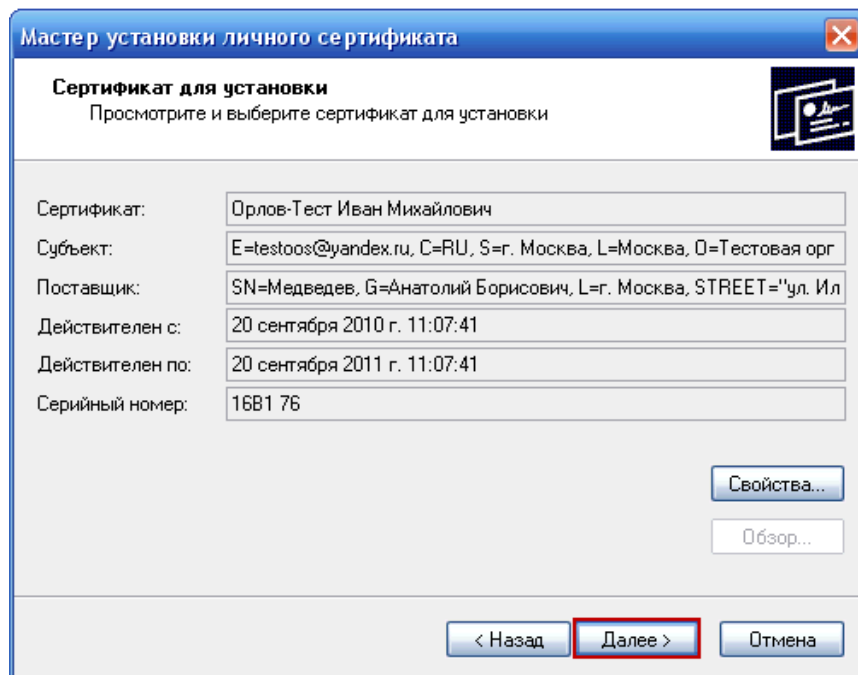 Мастер установки личного сертификата
Сертификат для установки
Просмотрите и выберите сертификат для установки
Сертификат: Орлов-Тест Иван Михайлович
Субъект: E=testoos@yandex.ru, C=RU, S=г. Москва, L=Москва, O=Тестовая орг
Поставщик: SN=Медведев, G=Анатолий Борисович, L=г. Москва, STREET="ул. Ил
Действителен с: 20 сентября 2010 г. 11:07:41
Действителен по: 20 сентября 2011 г. 11:07:41
Серийный номер: 16B1 76
Свойства...
Обзор...
< Назад Далее > Отмена